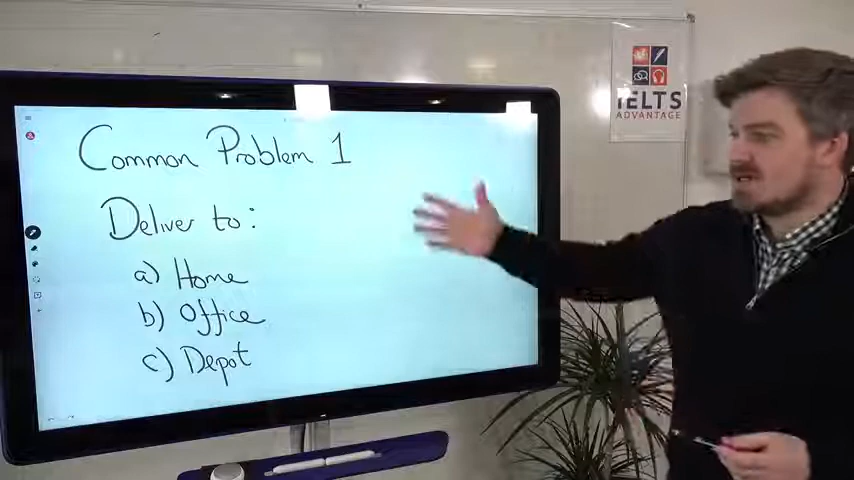 Common Problem 1
Deliver to:
a) Home
b) Office
c) Depot
IELTS
ADVANTAGE